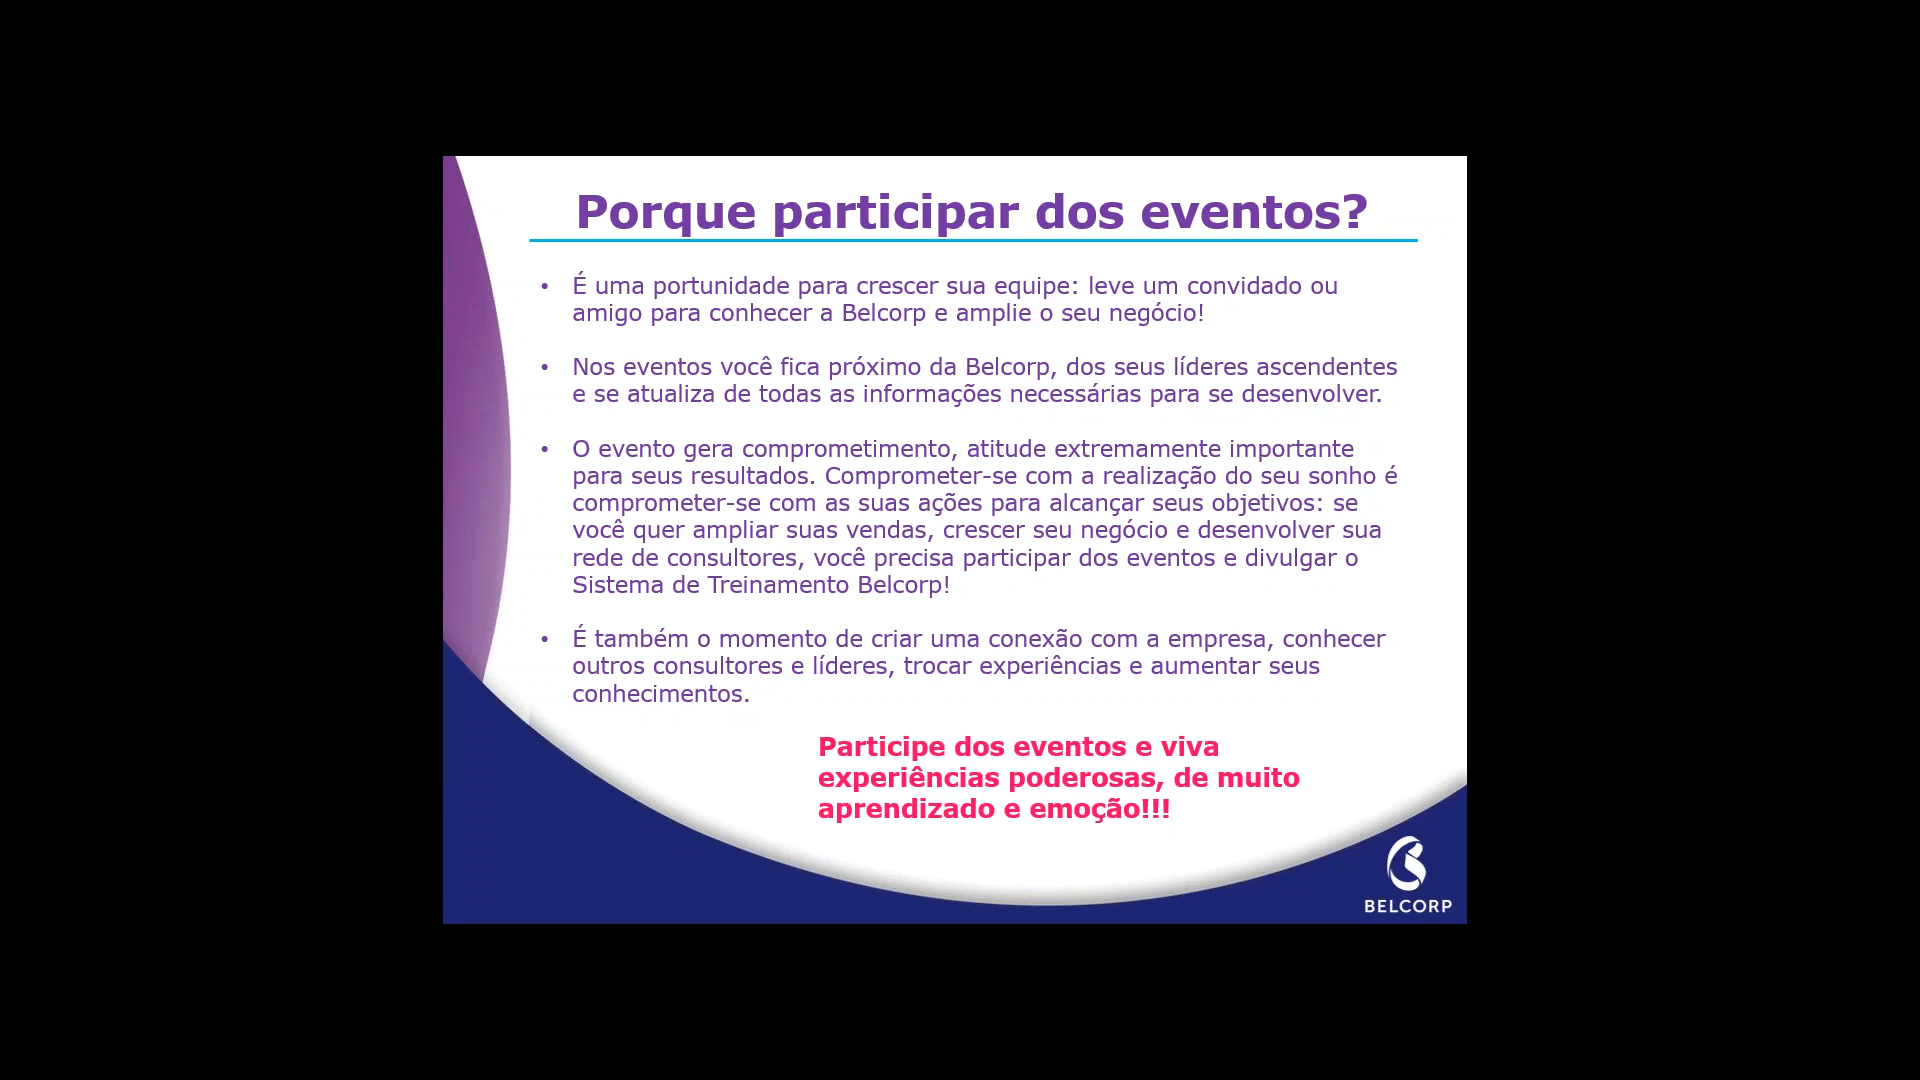 Porque participar dos eventos?
• É uma portunidade para crescer sua equipe: leve um convidado ou
amigo para conhecer a Belcorp e amplie o seu negócio!
• Nos eventos você fica próximo da Belcorp, dos seus líderes ascendentes
e se atualiza de todas as informações necessárias para se desenvolver.
• O evento gera comprometimento, atitude extremamente importante
para seus resultados. Comprometer-se com a realização do seu sonho é
comprometer-se com as suas ações para alcançar seus objetivos: se
você quer ampliar suas vendas, crescer seu negócio e desenvolver sua
rede de consultores, você precisa participar dos eventos e divulgar o
Sistema de Treinamento Belcorp!
• É também o momento de criar uma conexão com a empresa, conhecer
outros consultores e líderes, trocar experiências e aumentar seus
conhecimentos.
Participe dos eventos e viva
experiências poderosas, de muito
aprendizado e emoção!!!
BELCORP